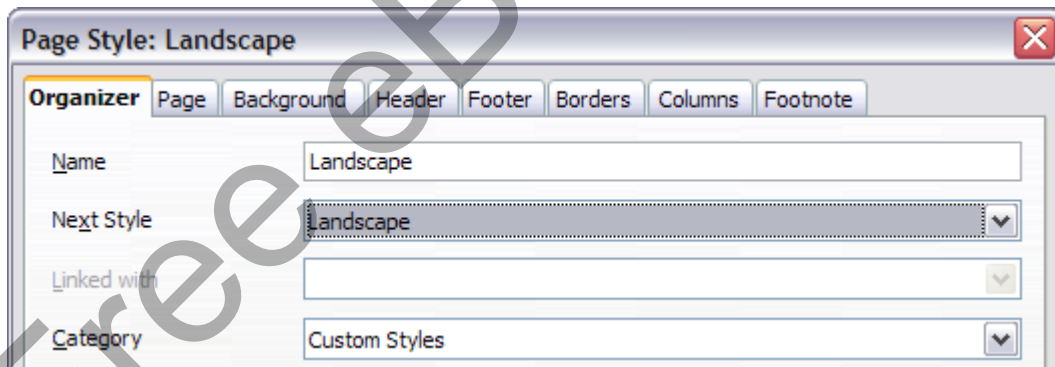 Page Style: Landscape
Organizer Page Background Header Footer Borders Columns Footnote
Name Landscape
Next Style Landscape
Linked with
Category Custom Styles